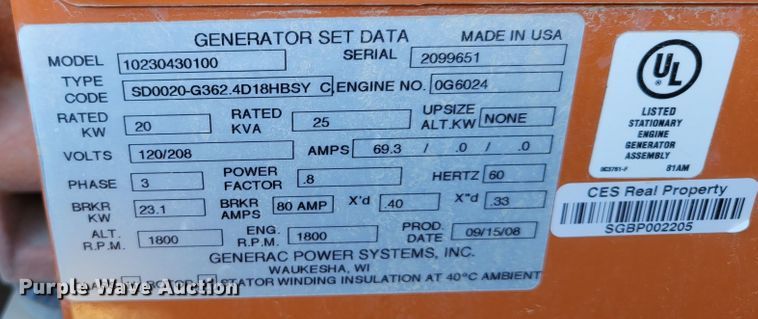 GENERATOR SET DATA MADE IN USA
MODEL 10230430100 SERIAL 2099651
TYPE CODE SD0020-G362.4D18HBSY C, ENGINE NO. 0G6024
RATED KW 20 RATED KVA 25 UPSIZE ALT.KW NONE
VOLTS 120/208 AMPS 69.3 / .0 / .0
PHASE 3 POWER FACTOR .8 HERTZ 60
BRKR KW 23.1 BRKR AMPS 80 AMP X'd .40 X"d .33
ALT. R.P.M. 1800 ENG. R.P.M. 1800 PROD. DATE 09/15/08
GENERAC POWER SYSTEMS, INC.
WAUKESHA, WI
WINDING INSULATION AT 40°C AMBIENT
UL
®
LISTED
STATIONARY
ENGINE
GENERATOR
ASSEMBLY
0G3751-F 81AM
CES Real Property
SGBP002205
Purple Wave Auction